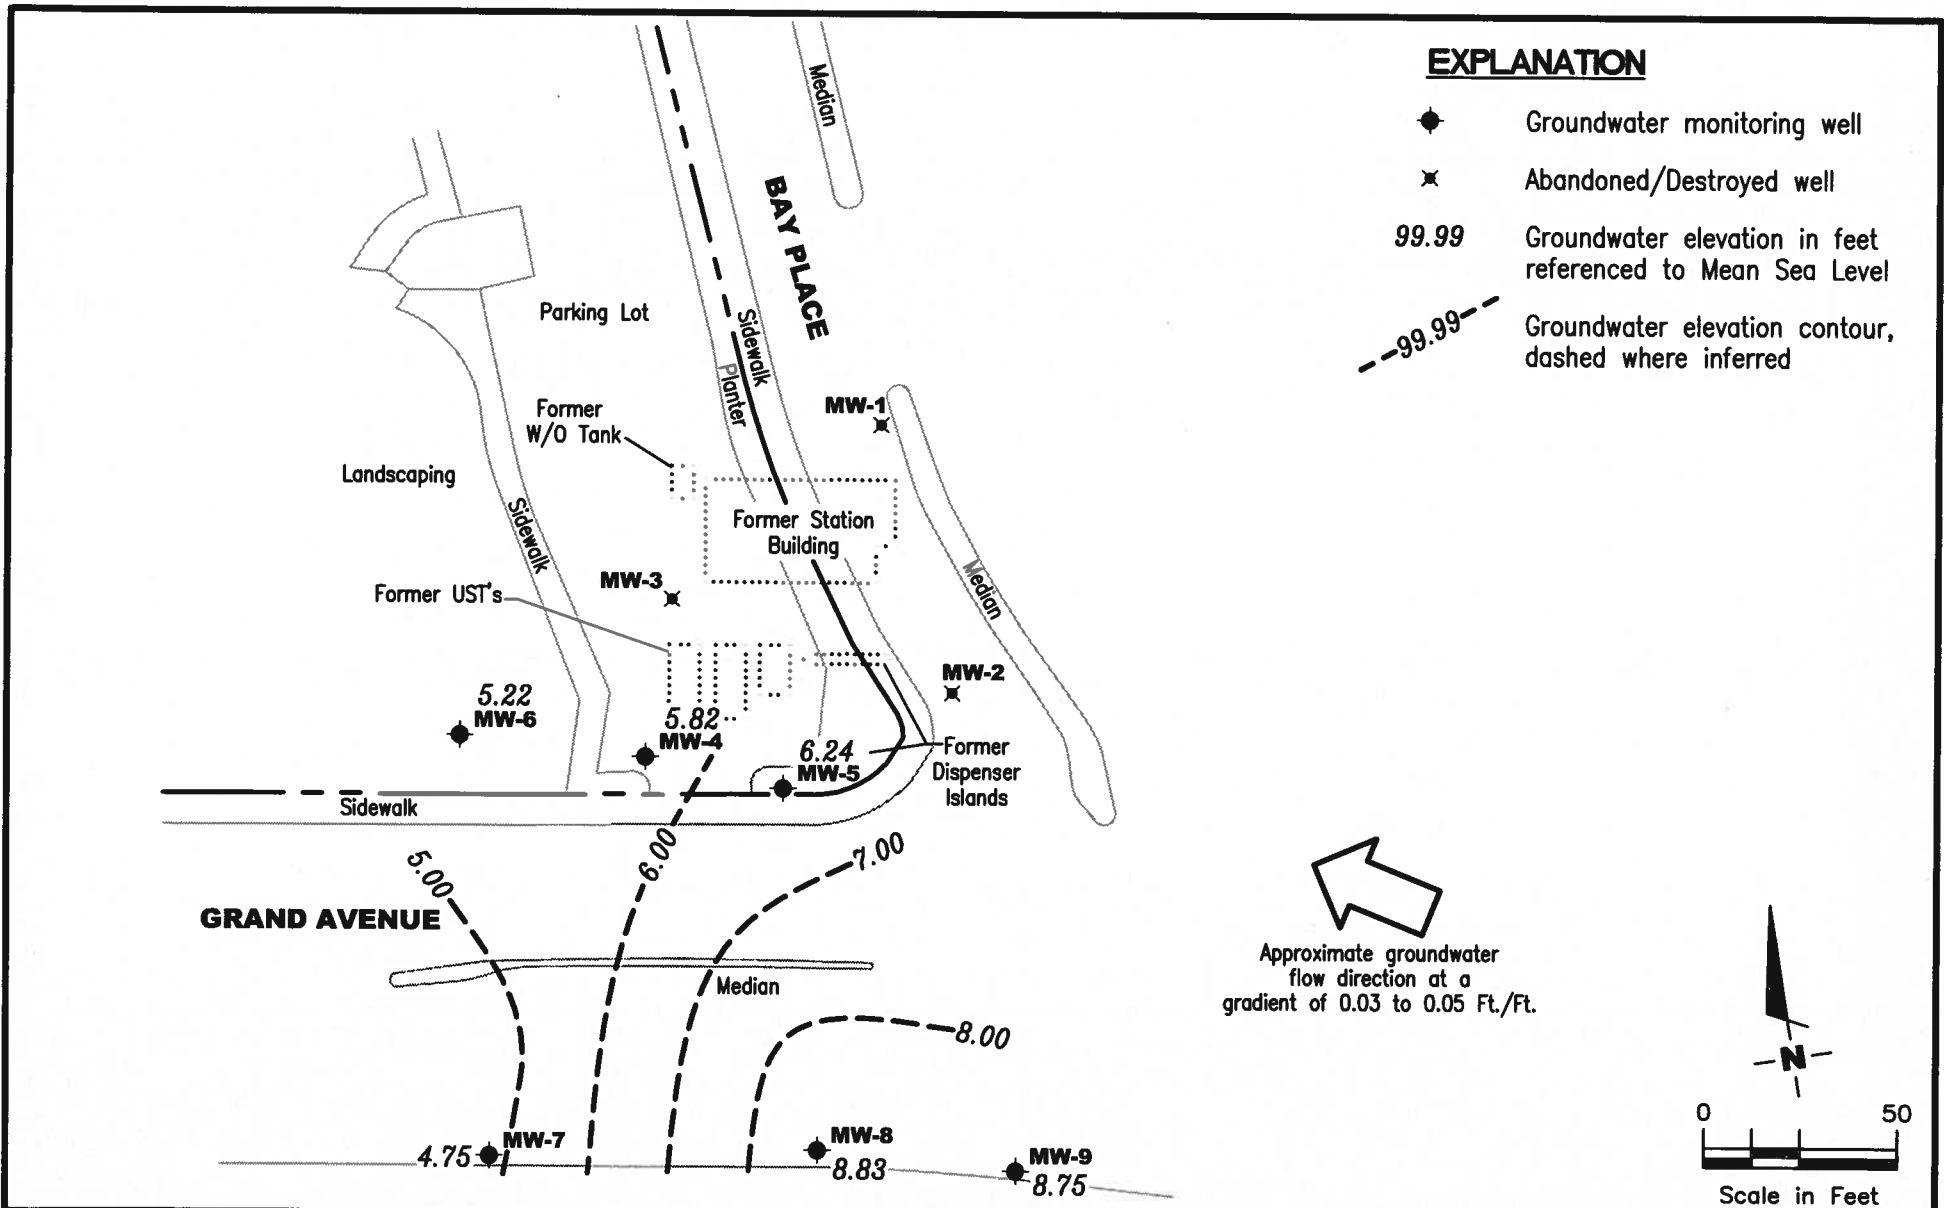 EXPLANATION
Groundwater monitoring well
Abandoned/Destroyed well
99.99
Groundwater elevation in feet
referenced to Mean Sea Level
99.99
Groundwater elevation contour,
dashed where inferred
Median
BAY PLACE
Parking Lot
Sidewalk
Planter
MW-1
Former
W/O Tank
Landscaping
Sidewalk
Former Station
Building
Median
MW-3
Former UST's
MW-2
5.22
MW-6
5.82
MW-4
6.24
MW-5
Former
Dispenser
Islands
Sidewalk
5.00
6.00
7.00
GRAND AVENUE
Median
8.00
Approximate groundwater
flow direction at a
gradient of 0.03 to 0.05 Ft./Ft.
N
4.75
MW-7
MW-8
8.83
MW-9
8.75
0 50
Scale in Feet